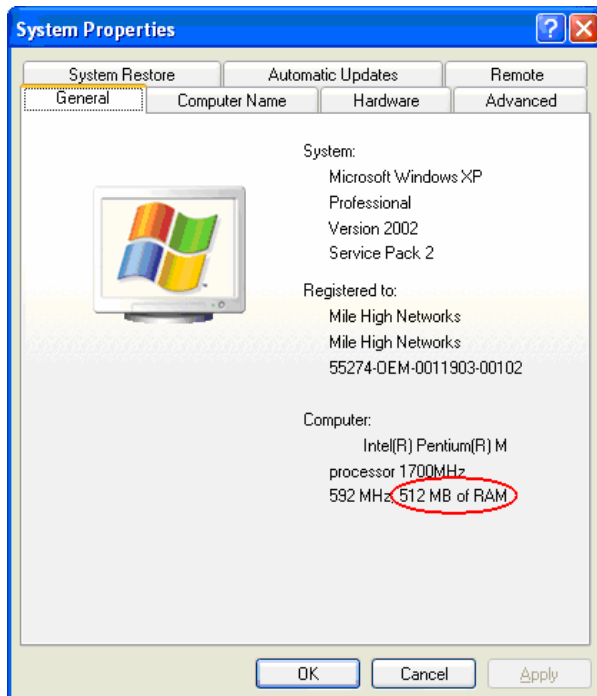 System Properties
System Restore Automatic Updates Remote
General Computer Name Hardware Advanced
System:
Microsoft Windows XP
Professional
Version 2002
Service Pack 2
Registered to:
Mile High Networks
Mile High Networks
55274-OEM-0011903-00102
Computer:
Intel(R) Pentium(R) M
processor 1700MHz
592 MHz, 512 MB of RAM
OK Cancel Apply